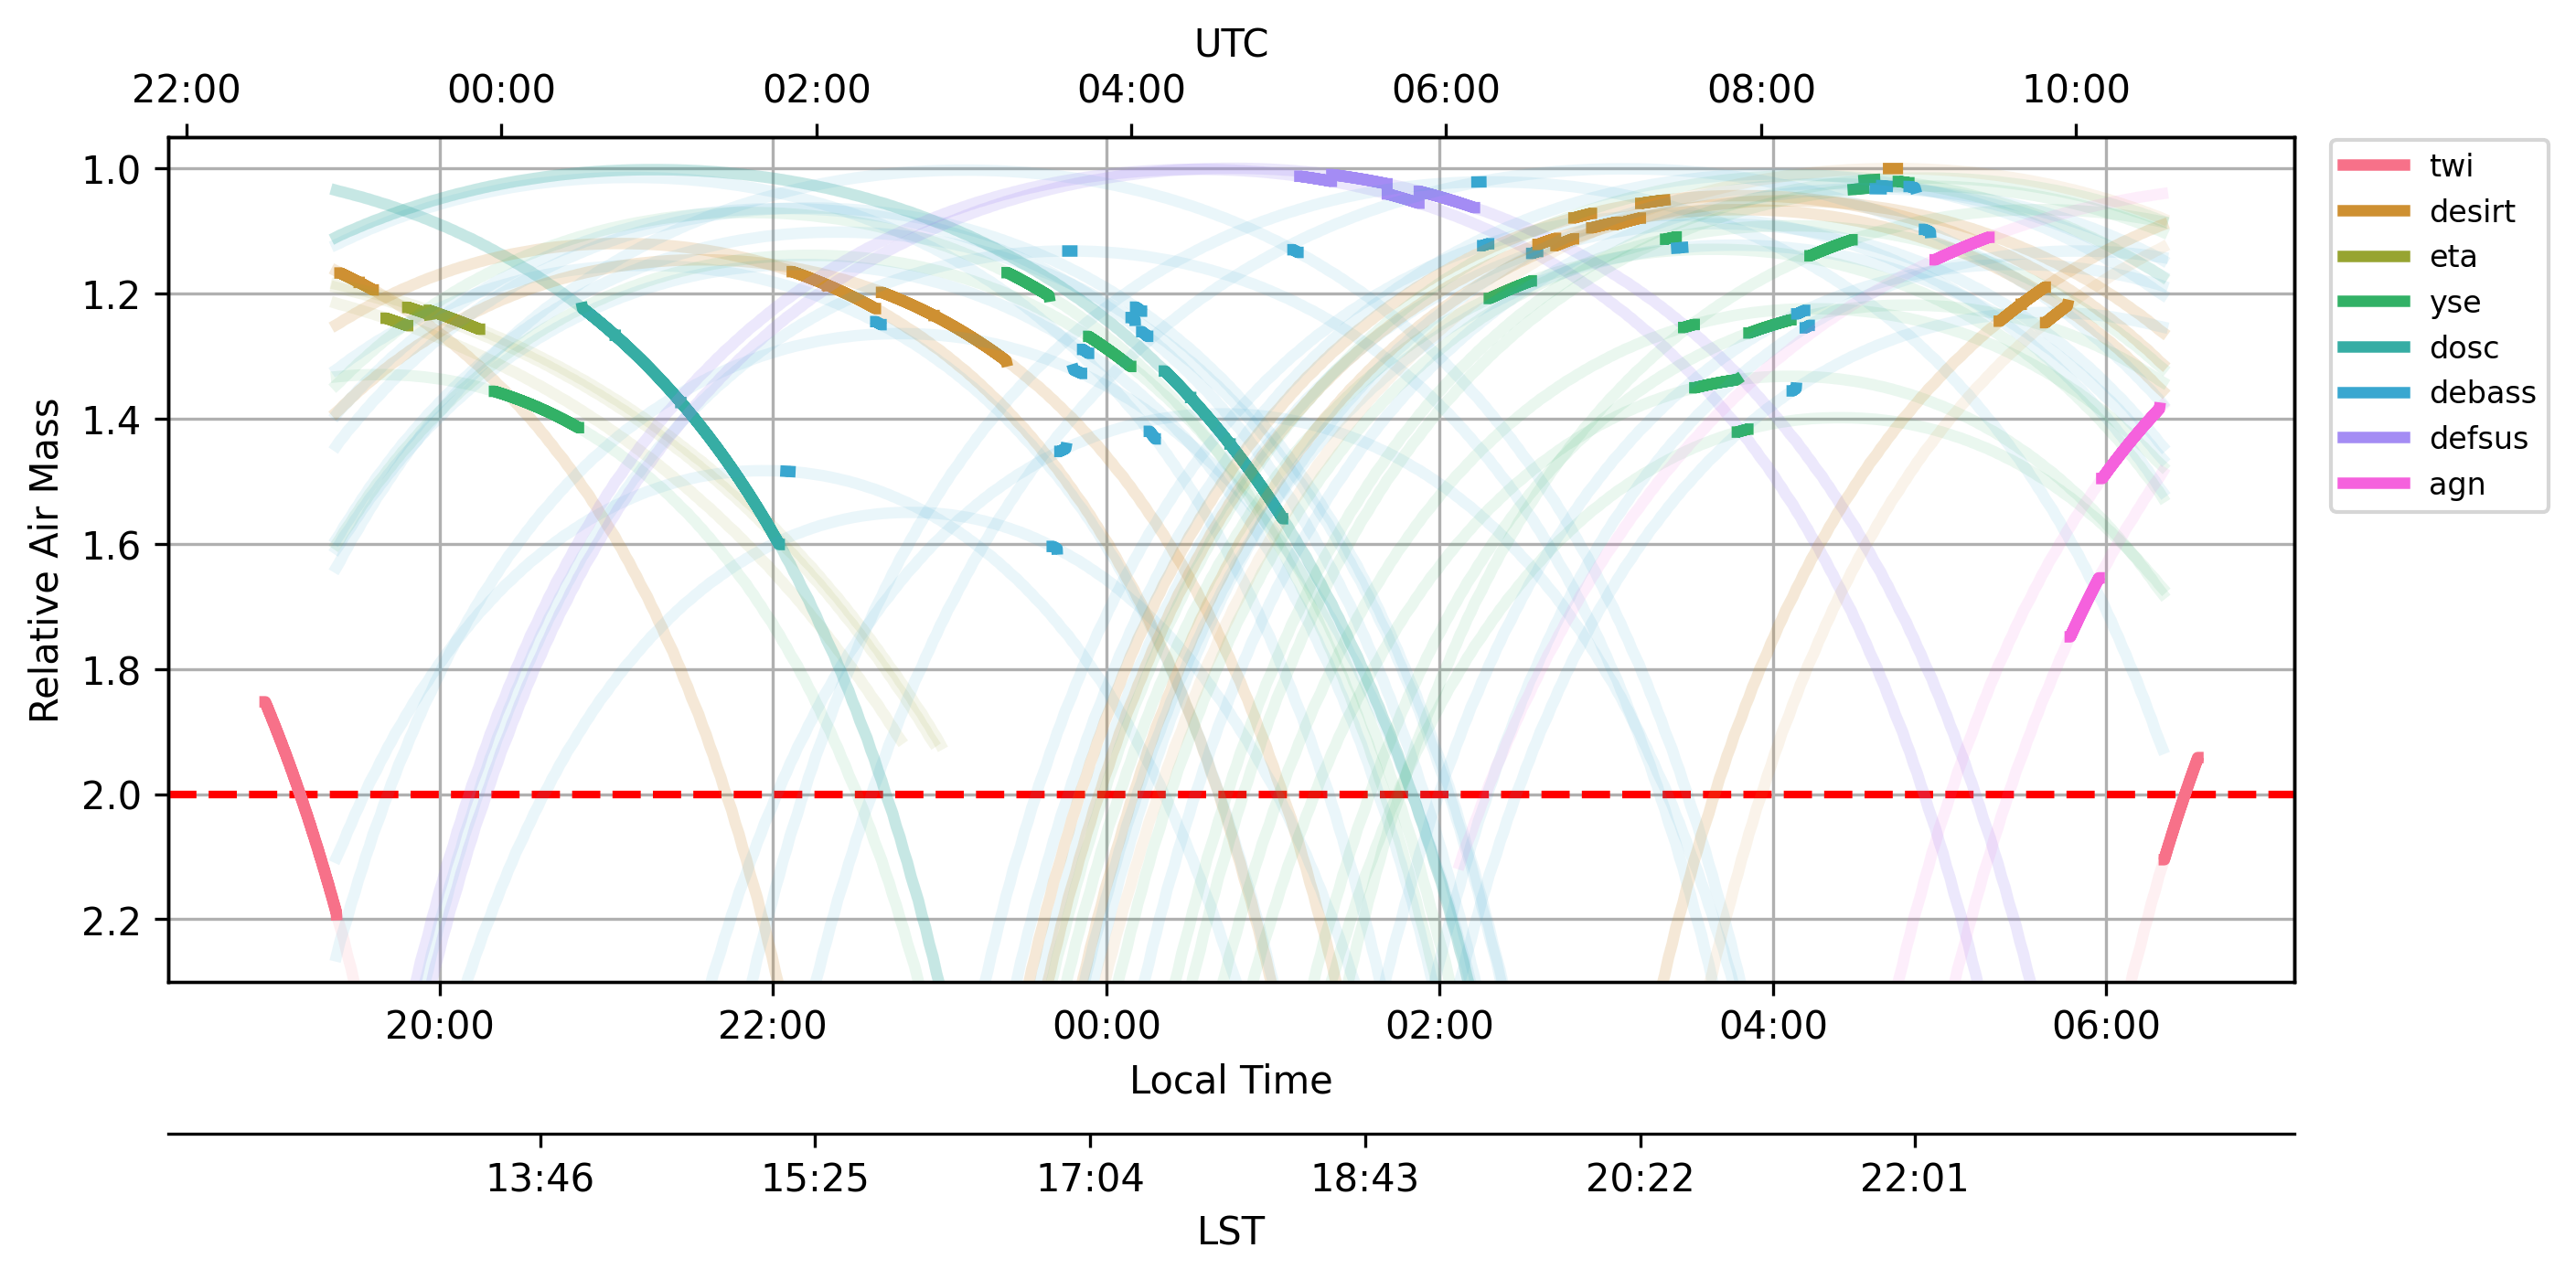 UTC
22:00 00:00 02:00 04:00 06:00 08:00 10:00
1.0
1.2
1.4
1.6
1.8
2.0
2.2
Relative Air Mass
twi
desirt
eta
yse
dosc
debass
defsus
agn
20:00 22:00 00:00 02:00 04:00 06:00
Local Time
13:46 15:25 17:04 18:43 20:22 22:01
LST